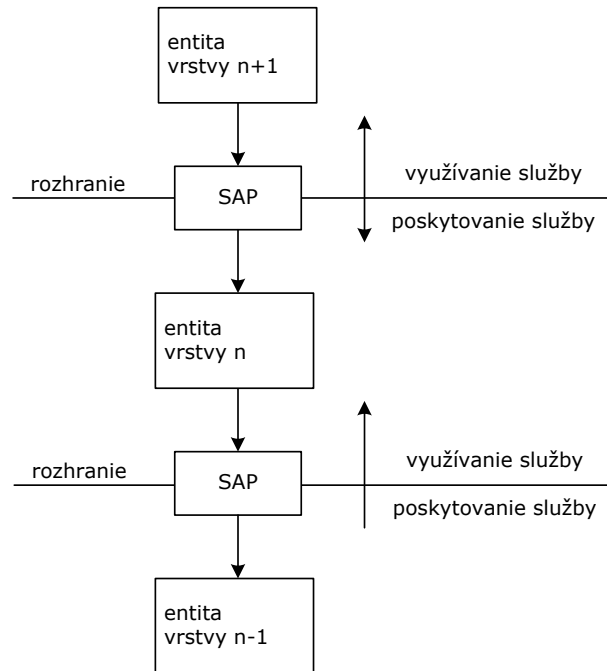 entita
vrstvy n+1
rozhranie
SAP
využívanie služby
poskytovanie služby
entita
vrstvy n
rozhranie
SAP
využívanie služby
poskytovanie služby
entita
vrstvy n-1